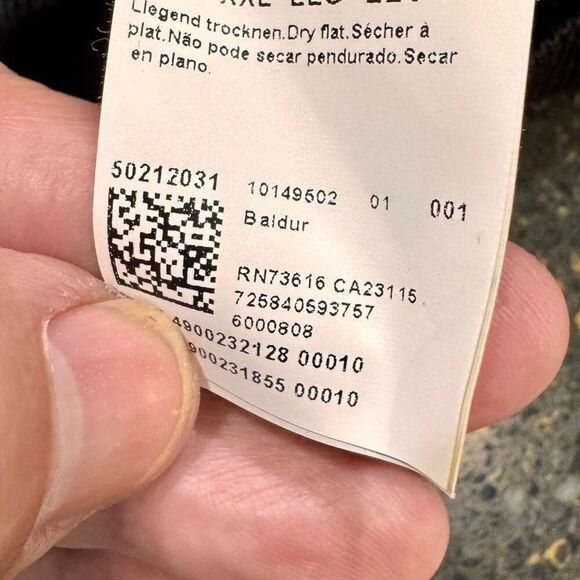 Liegend trocknen.Dry flat.Sécher à
plat.Não pode secar pendurado.Secar
en plano.
50212031
10149502 01 001
Baldur
RN73616 CA23115
725840593757
6000808
4900232128 00010
900231855 00010